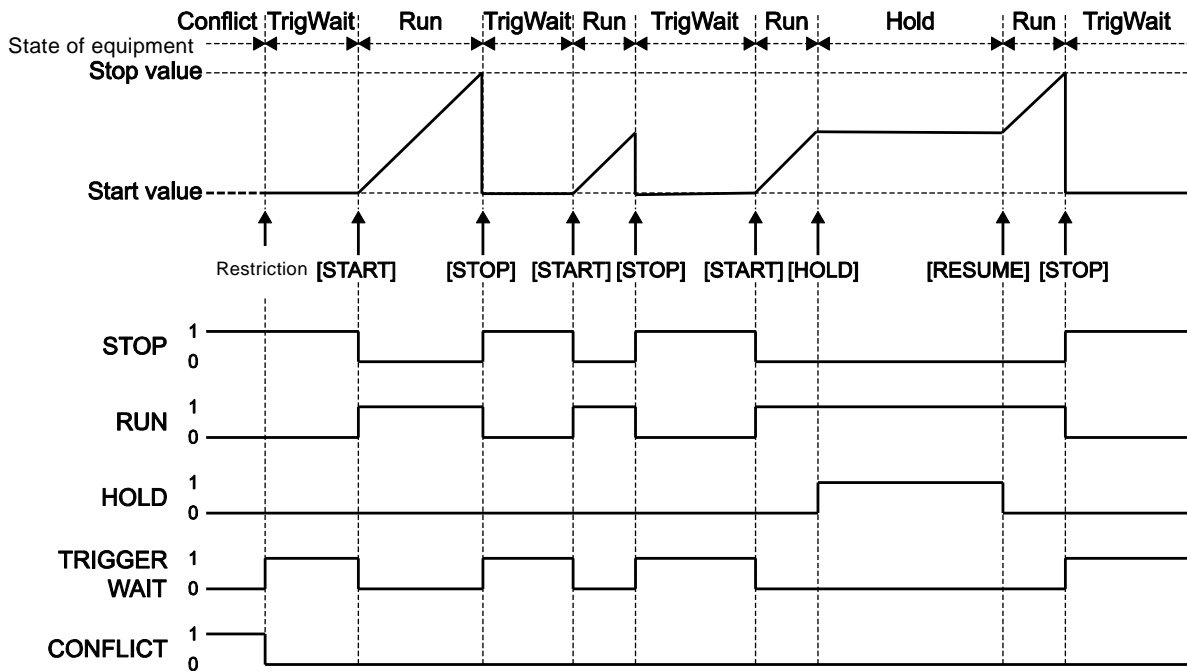 Conflict TrigWait Run TrigWait Run TrigWait Run Hold Run TrigWait
State of equipment
Stop value
Start value
Restriction [START] [STOP] [START] [STOP] [START] [HOLD] [RESUME] [STOP]
STOP 1
0
RUN 1
0
HOLD 1
0
TRIGGER WAIT 1
0
CONFLICT 1
0